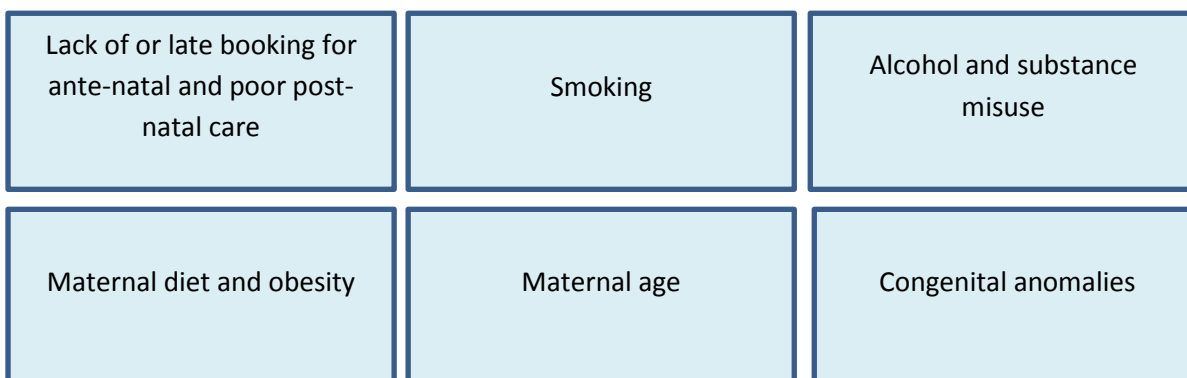 Lack of or late booking for
ante-natal and poor post-
natal care
Smoking
Alcohol and substance
misuse
Maternal diet and obesity
Maternal age
Congenital anomalies